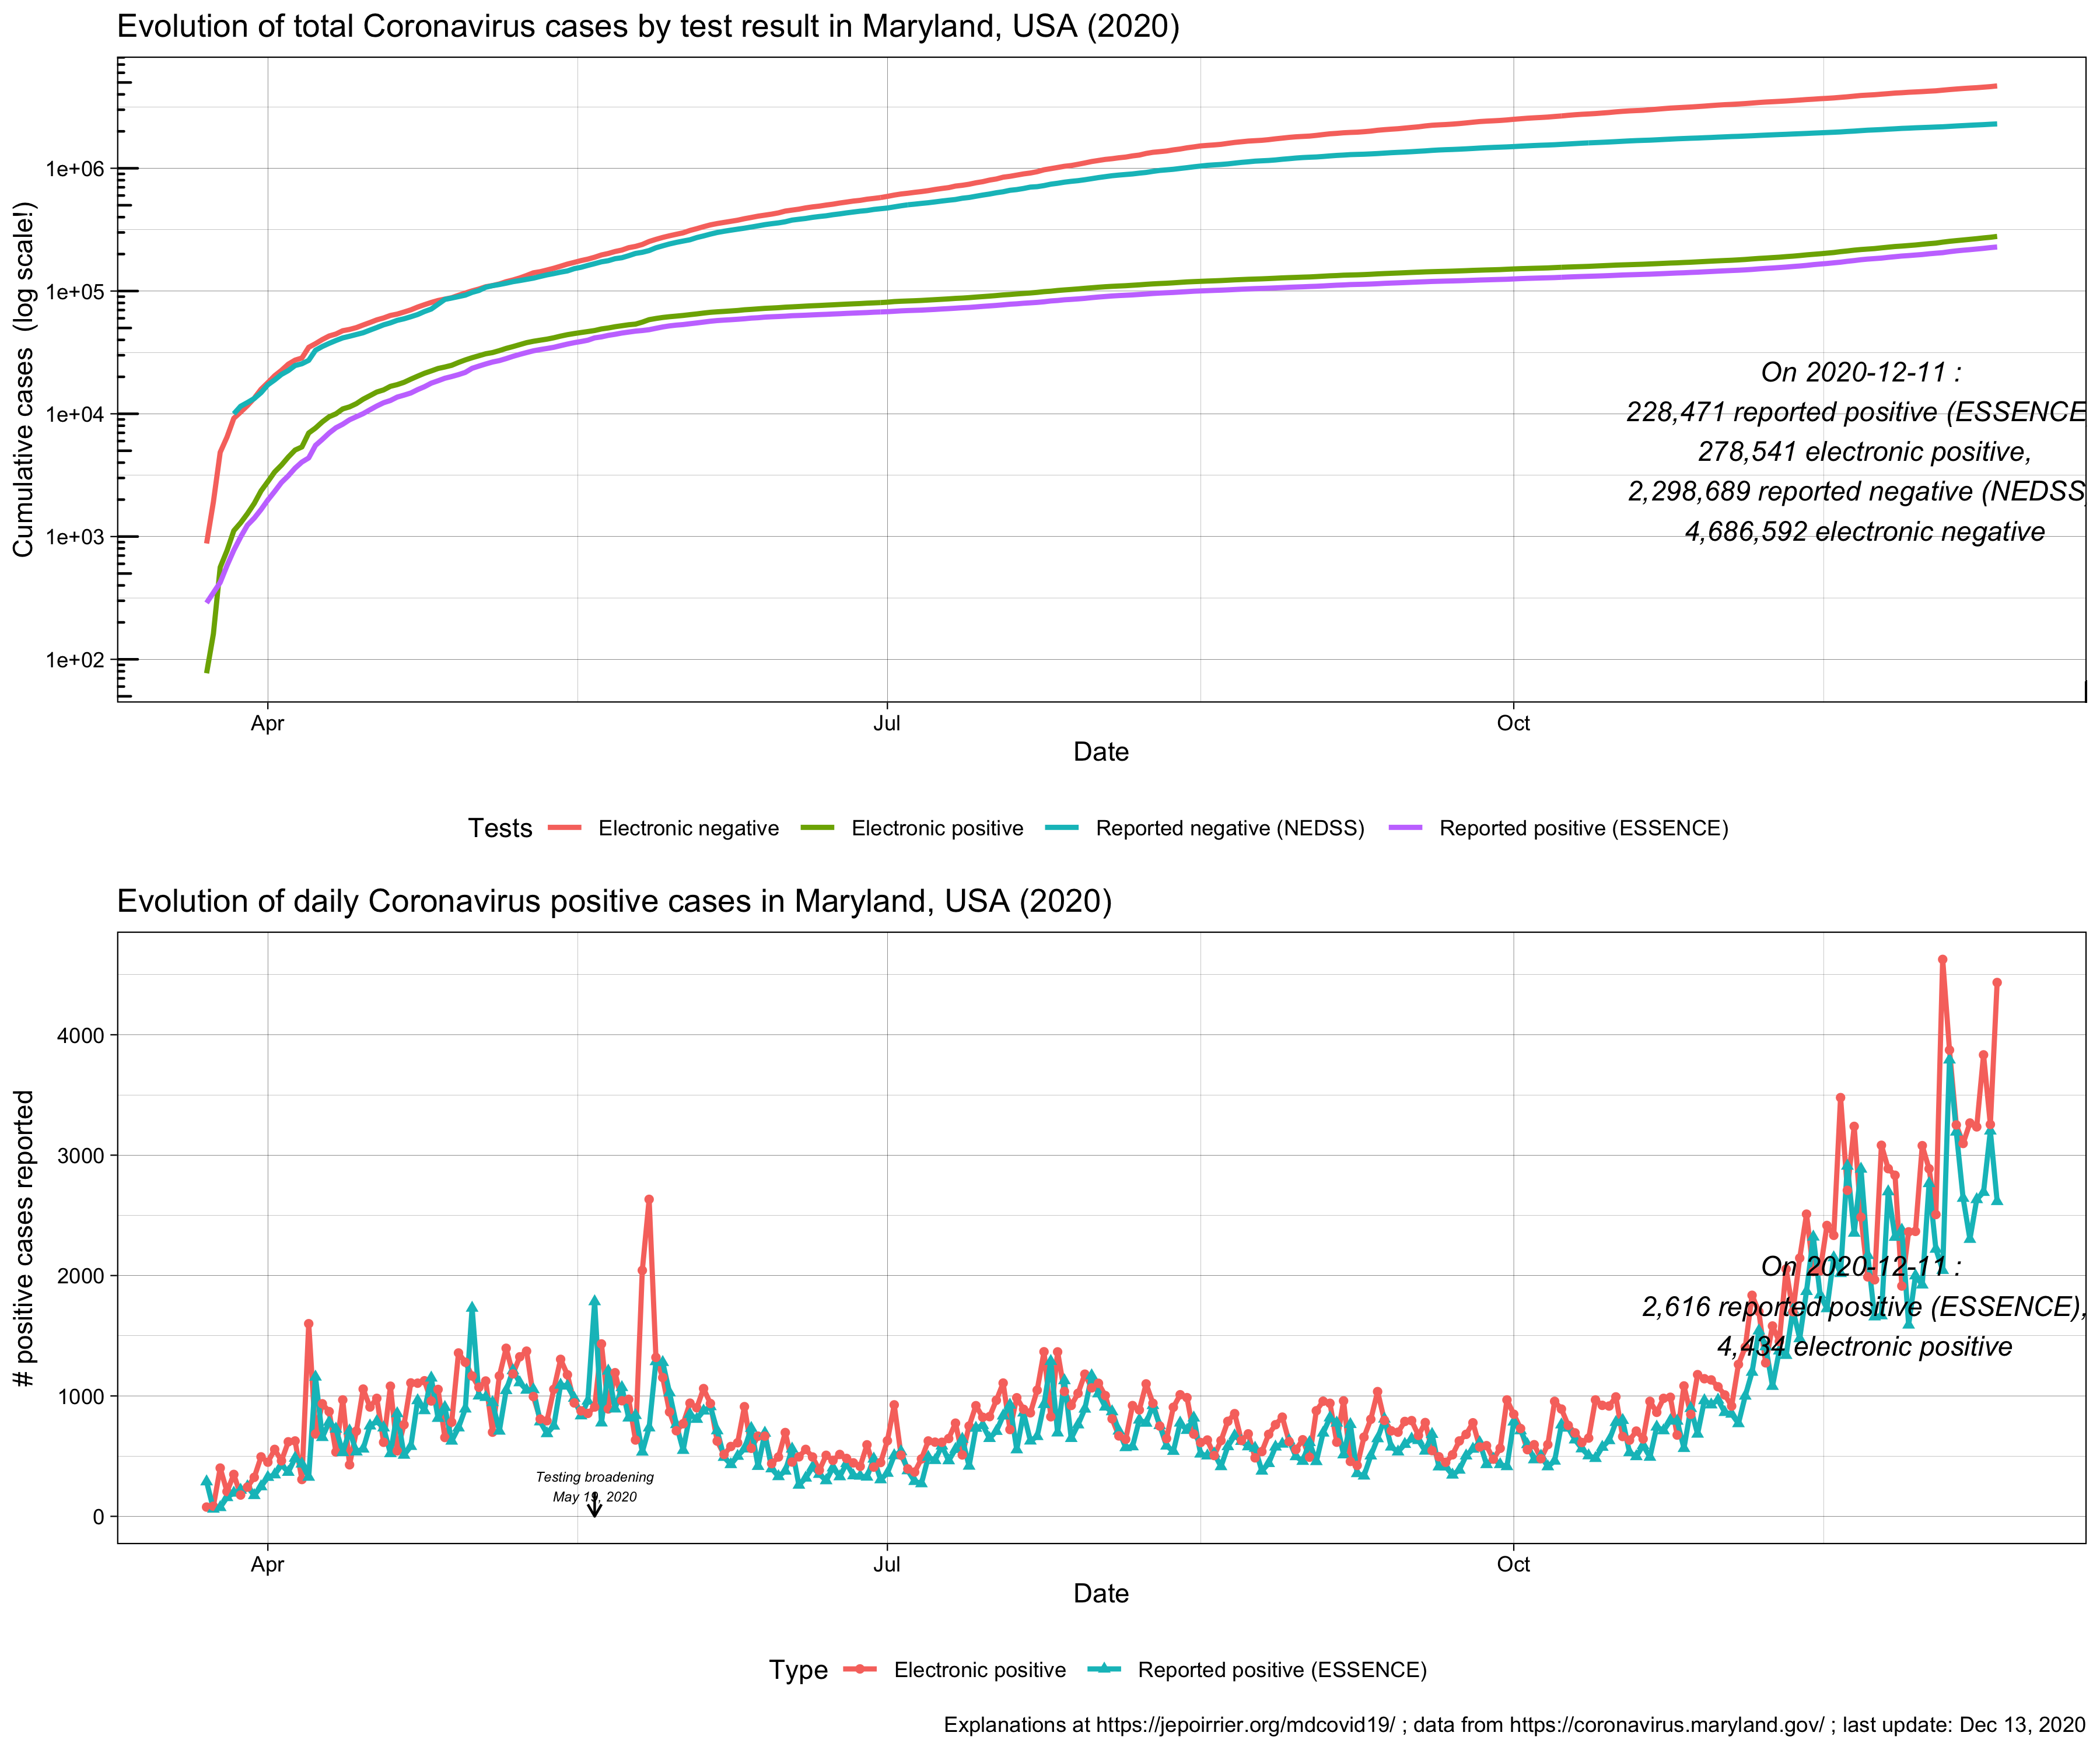 Evolution of total Coronavirus cases by test result in Maryland, USA (2020)
Cumulative cases (log scale!)
1e+06
1e+05
1e+04
1e+03
1e+02
On 2020-12-11 :
228,471 reported positive (ESSENCE
278,541 electronic positive,
2,298,689 reported negative (NEDSS
4,686,592 electronic negative
Apr Jul Oct
Date
Tests Electronic negative Electronic positive Reported negative (NEDSS) Reported positive (ESSENCE)
Evolution of daily Coronavirus positive cases in Maryland, USA (2020)
# positive cases reported
4000
3000
2000
1000
0
On 2020-12-11 :
2,616 reported positive (ESSENCE),
4,434 electronic positive
Testing broadening
May 19, 2020
Apr Jul Oct
Date
Type Electronic positive Reported positive (ESSENCE)
Explanations at https://jepoirrier.org/mdcovid19/ ; data from https://coronavirus.maryland.gov/ ; last update: Dec 13, 2020